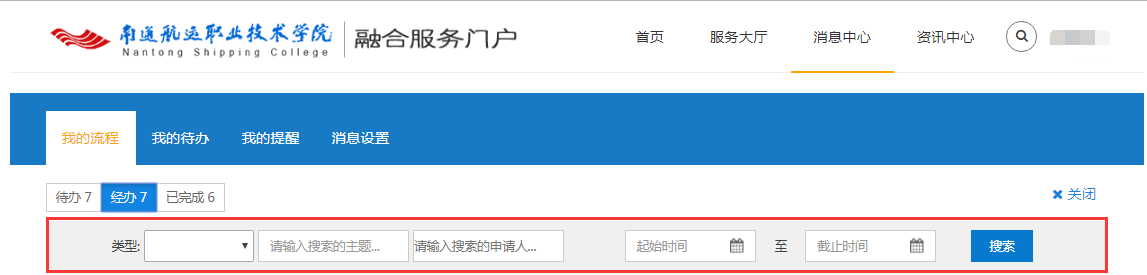 南通航运职业技术学院 融合服务门户 首页 服务大厅 消息中心 资讯中心
Nantong Shipping College
我的流程 我的待办 我的提醒 消息设置
待办 7 经办 7 已完成 6 关闭
类型: 请输入搜索的主题... 请输入搜索的申请人... 起始时间 至 截止时间 搜索